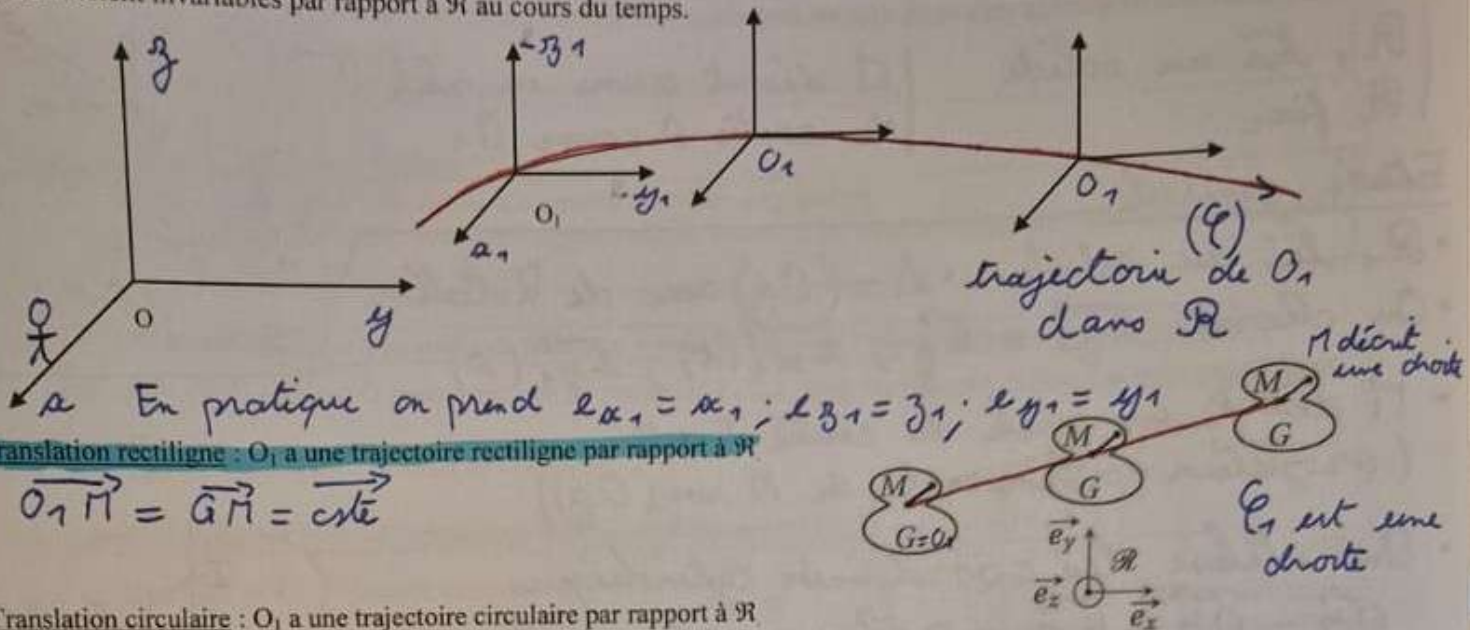 invariables par rapport à ℜ au cours du temps.
z
z1
O1
y1
x1
O1
O1
(C)
trajectoire de O1
dans R
O
y
x
M décrit
une droite
En pratique on prend ex1 = x1 ; ez1 = z1 ; ey1 = y1
M
G
M
G
M
G=O1
anslation rectiligne : O1 a une trajectoire rectiligne par rapport à ℜ
O1M = GM = cste
C1 est une
droite
ey
R
ez
ex
Translation circulaire : O1 a une trajectoire circulaire par rapport à ℜ